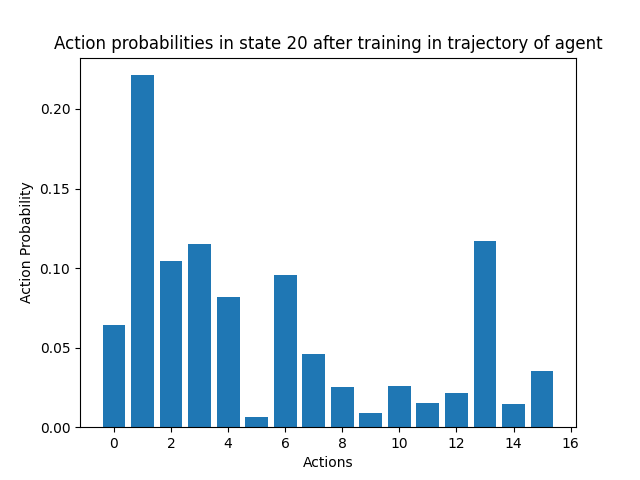 Action probabilities in state 20 after training in trajectory of agent
0.20
0.15
0.10
0.05
0.00
Action Probability
0 2 4 6 8 10 12 14 16
Actions